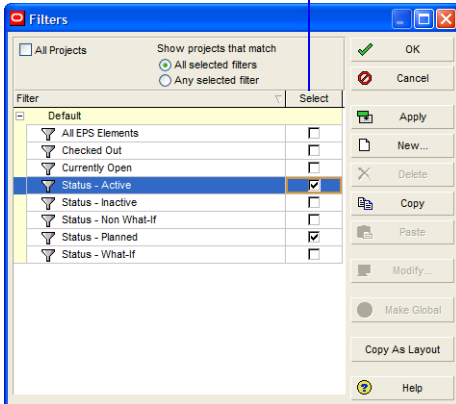 Filters
All Projects
Show projects that match
All selected filters
Any selected filter
Filter Select
Default
All EPS Elements
Checked Out
Currently Open
Status - Active
Status - Inactive
Status - Non What-If
Status - Planned
Status - What-If
OK
Cancel
Apply
New...
Delete
Copy
Paste
Modify...
Make Global
Copy As Layout
Help